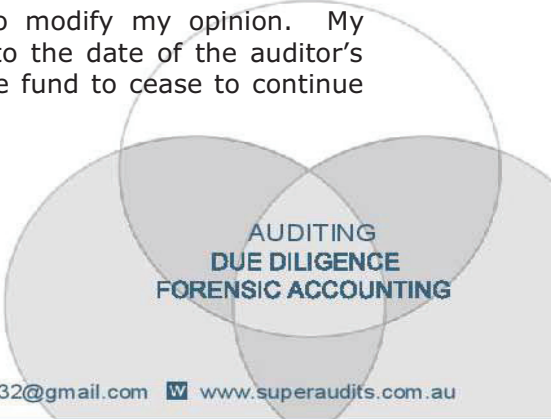 o modify my opinion. My
to the date of the auditor’s
e fund to cease to continue
AUDITING
DUE DILIGENCE
FORENSIC ACCOUNTING
32@gmail.com W www.superaudits.com.au